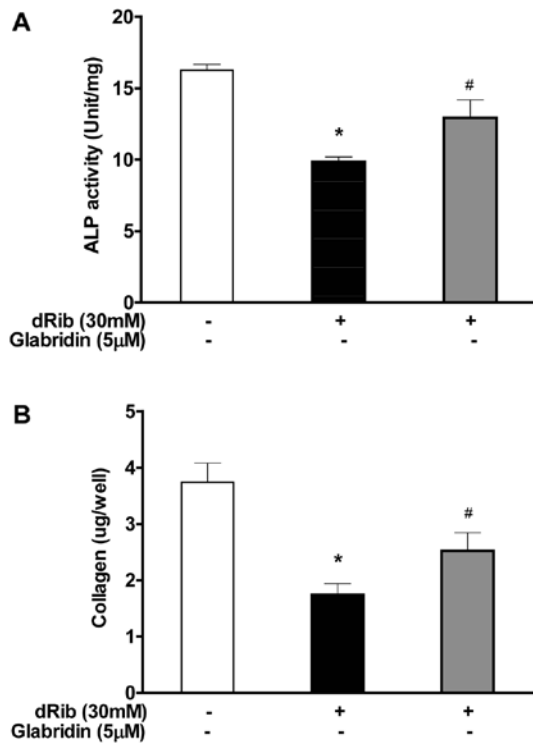 A
20
15
10
5
0
ALP activity (Unit/mg)
*
#
dRib (30mM) - + +
Glabridin (5μM) - - -
B
5
4
3
2
1
0
Collagen (ug/well)
*
#
dRib (30mM) - + +
Glabridin (5μM) - - -